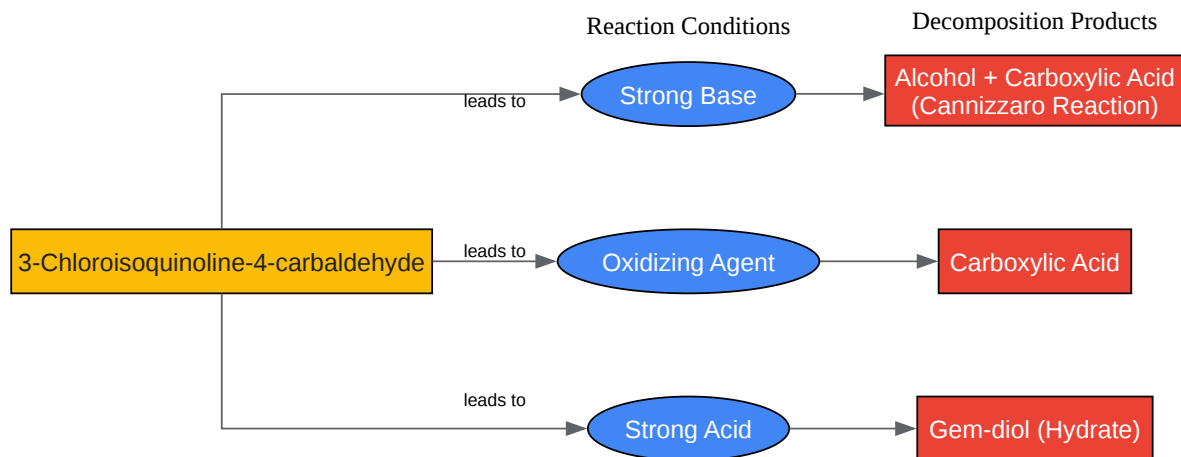 Reaction Conditions
Decomposition Products
leads to
Strong Base
Alcohol + Carboxylic Acid
(Cannizzaro Reaction)
3-Chloroisoquinoline-4-carbaldehyde
leads to
Oxidizing Agent
Carboxylic Acid
leads to
Strong Acid
Gem-diol (Hydrate)